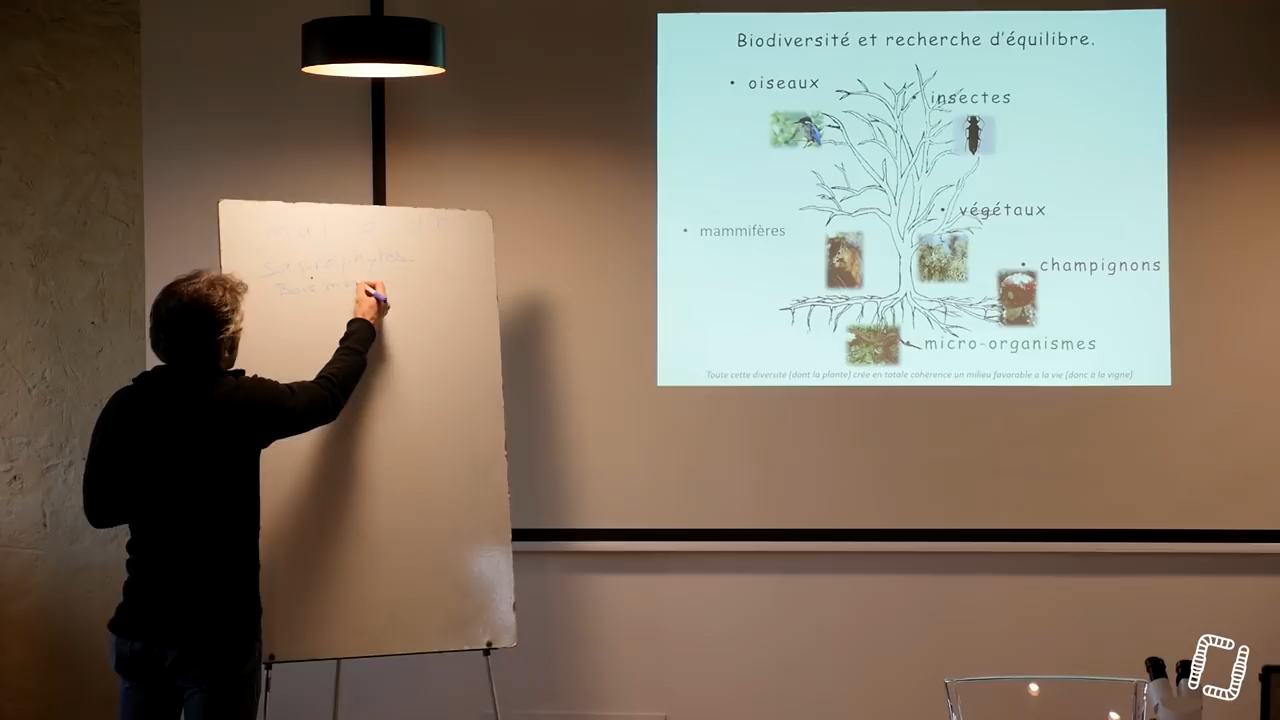 Biodiversité et recherche d'équilibre.
• oiseaux
• insectes
• végétaux
• mammifères
• champignons
• micro-organismes
Toute cette diversité (dont la plante) crée en totale cohérence un milieu favorable a la vie (donc à la vigne)
Bois